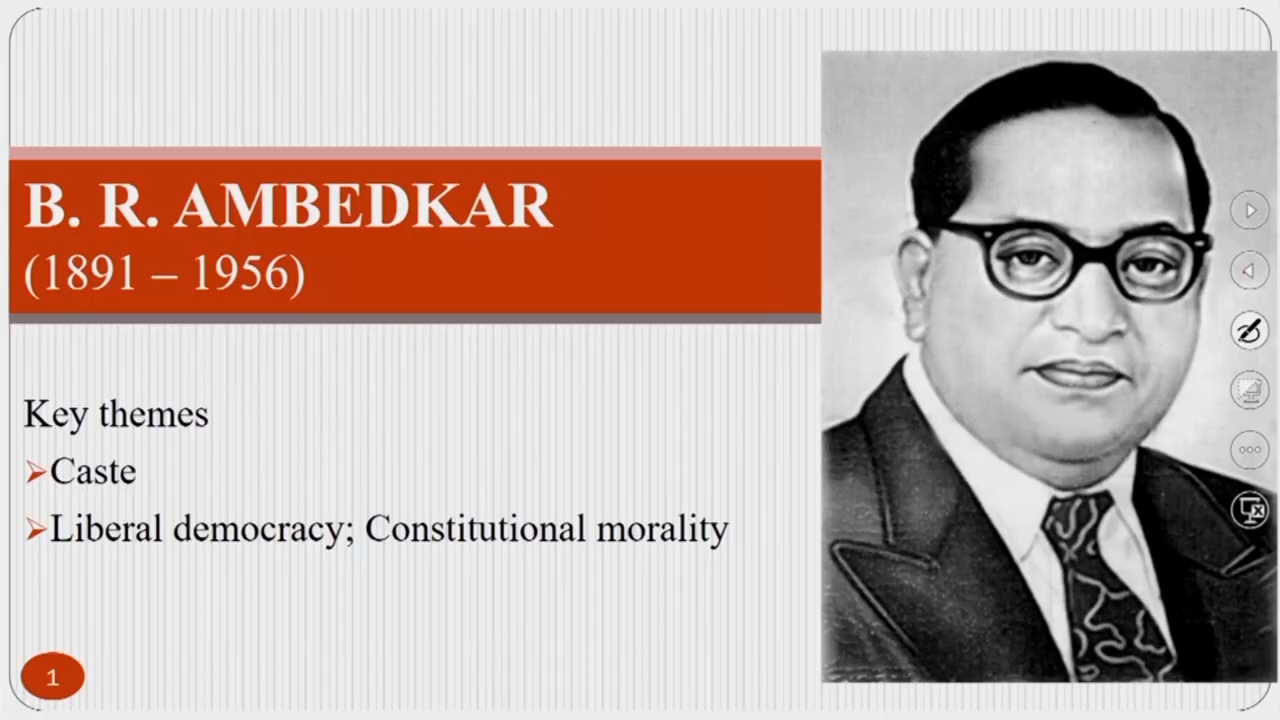 B. R. AMBEDKAR
(1891 – 1956)
Key themes
Caste
Liberal democracy; Constitutional morality
1